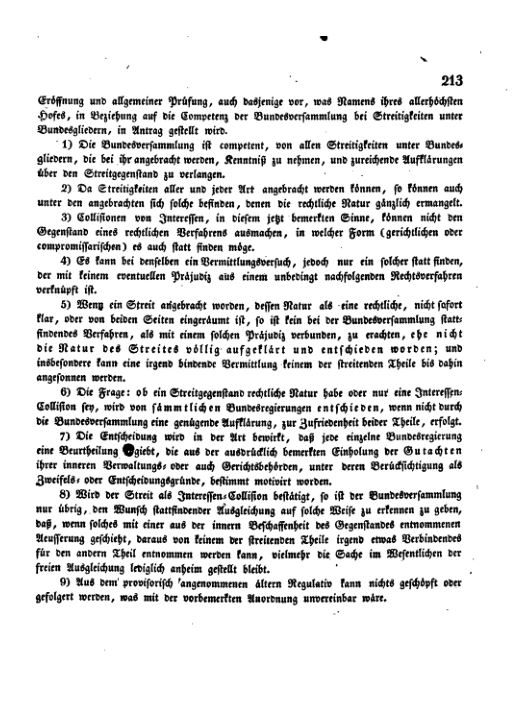 213
Eröffnung und allgemeiner Prüfung, auch dasjenige vor, was Namens ihres allerhöchsten
Hofes, in Beziehung auf die Competenz der Bundesversammlung bei Streitigkeiten unter
Bundesgliedern, in Antrag gestellt wird.
1) Die Bundesversammlung ist competent, von allen Streitigkeiten unter Bundes-
gliedern, die bei ihr angebracht werden, Kenntniß zu nehmen, und zureichende Aufklärungen
über den Streitgegenstand zu verlangen.
2) Da Streitigkeiten aller und jeder Art angebracht werden können, so können auch
unter den angebrachten sich solche befinden, denen die rechtliche Natur gänzlich ermangelt.
3) Collisionen von Interessen, in diesem jetzt bemerkten Sinne, können nicht den
Gegenstand eines rechtlichen Verfahrens ausmachen, in welcher Form (gerichtlichen oder
compromissarischen) es auch statt finden möge.
4) Es kann bei denselben ein Vermittlungsversuch, jedoch nur ein solcher statt finden,
der mit keinem eventuellen Präjudiz aus einem unbedingt nachfolgenden Rechtsverfahren
verknüpft ist.
5) Wenn ein Streit angebracht worden, dessen Natur als eine rechtliche, nicht sofort
klar, oder von beiden Seiten eingeräumt ist, so ist kein bei der Bundesversammlung statt-
findendes Verfahren, als mit einem solchen Präjudiz verbunden, zu erachten, ehe nicht
die Natur des Streites völlig aufgeklärt und entschieden worden; und
insbesondere kann eine irgend bindende Vermittlung keinem der streitenden Theile bis dahin
angesonnen werden.
6) Die Frage: ob ein Streitgegenstand rechtliche Natur habe oder nur eine Interessen-
Collision sey, wird von sämmtlichen Bundesregierungen entschieden, wenn nicht durch
die Bundesversammlung eine genügende Aufklärung, zur Zufriedenheit beider Theile, erfolgt.
7) Die Entscheidung wird in der Art bewirkt, daß jede einzelne Bundesregierung
eine Beurtheilung giebt, die aus der ausdrücklich bemerkten Einholung der Gutachten
ihrer inneren Verwaltungs- oder auch Gerichtsbehörden, unter deren Berücksichtigung als
Zweifels- oder Entscheidungsgründe, bestimmt motivirt worden.
8) Wird der Streit als Interessen-Collision bestätigt, so ist der Bundesversammlung
nur übrig, den Wunsch stattfindender Ausgleichung auf solche Weise zu erkennen zu geben,
daß, wenn solches mit einer aus der innern Beschaffenheit des Gegenstandes entnommenen
Aeusserung geschieht, daraus von keinem der streitenden Theile irgend etwas Verbindendes
für den andern Theil entnommen werden kann, vielmehr die Sache im Wesentlichen der
freien Ausgleichung lediglich anheim gestellt bleibt.
9) Aus dem provisorisch angenommenen ältern Regulativ kann nichts geschöpft oder
gefolgert werden, was mit der vorbemerkten Anordnung unvereinbar wäre.